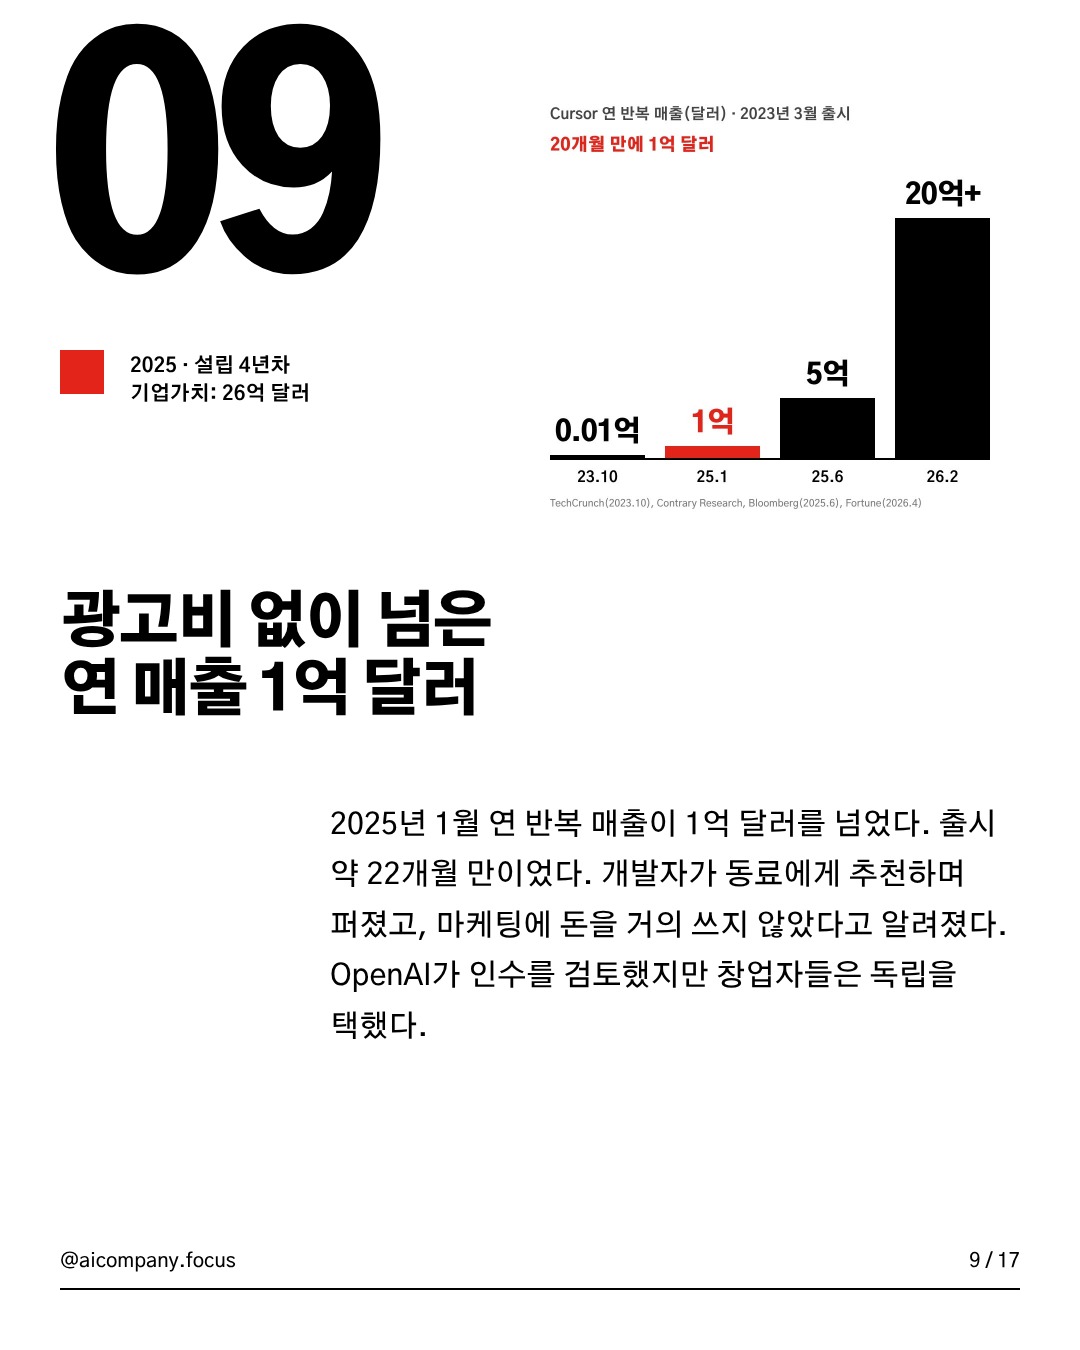 09
Cursor 연 반복 매출(달러) · 2023년 3월 출시
20개월 만에 1억 달러
20억+
5억
1억
0.01억
23.10 25.1 25.6 26.2
TechCrunch(2023.10), Contrary Research, Bloomberg(2025.6), Fortune(2026.4)
2025 · 설립 4년차
기업가치: 26억 달러
광고비 없이 넘은
연 매출 1억 달러
2025년 1월 연 반복 매출이 1억 달러를 넘었다. 출시
약 22개월 만이었다. 개발자가 동료에게 추천하며
퍼졌고, 마케팅에 돈을 거의 쓰지 않았다고 알려졌다.
OpenAI가 인수를 검토했지만 창업자들은 독립을
택했다.
@aicompany.focus
9 / 17